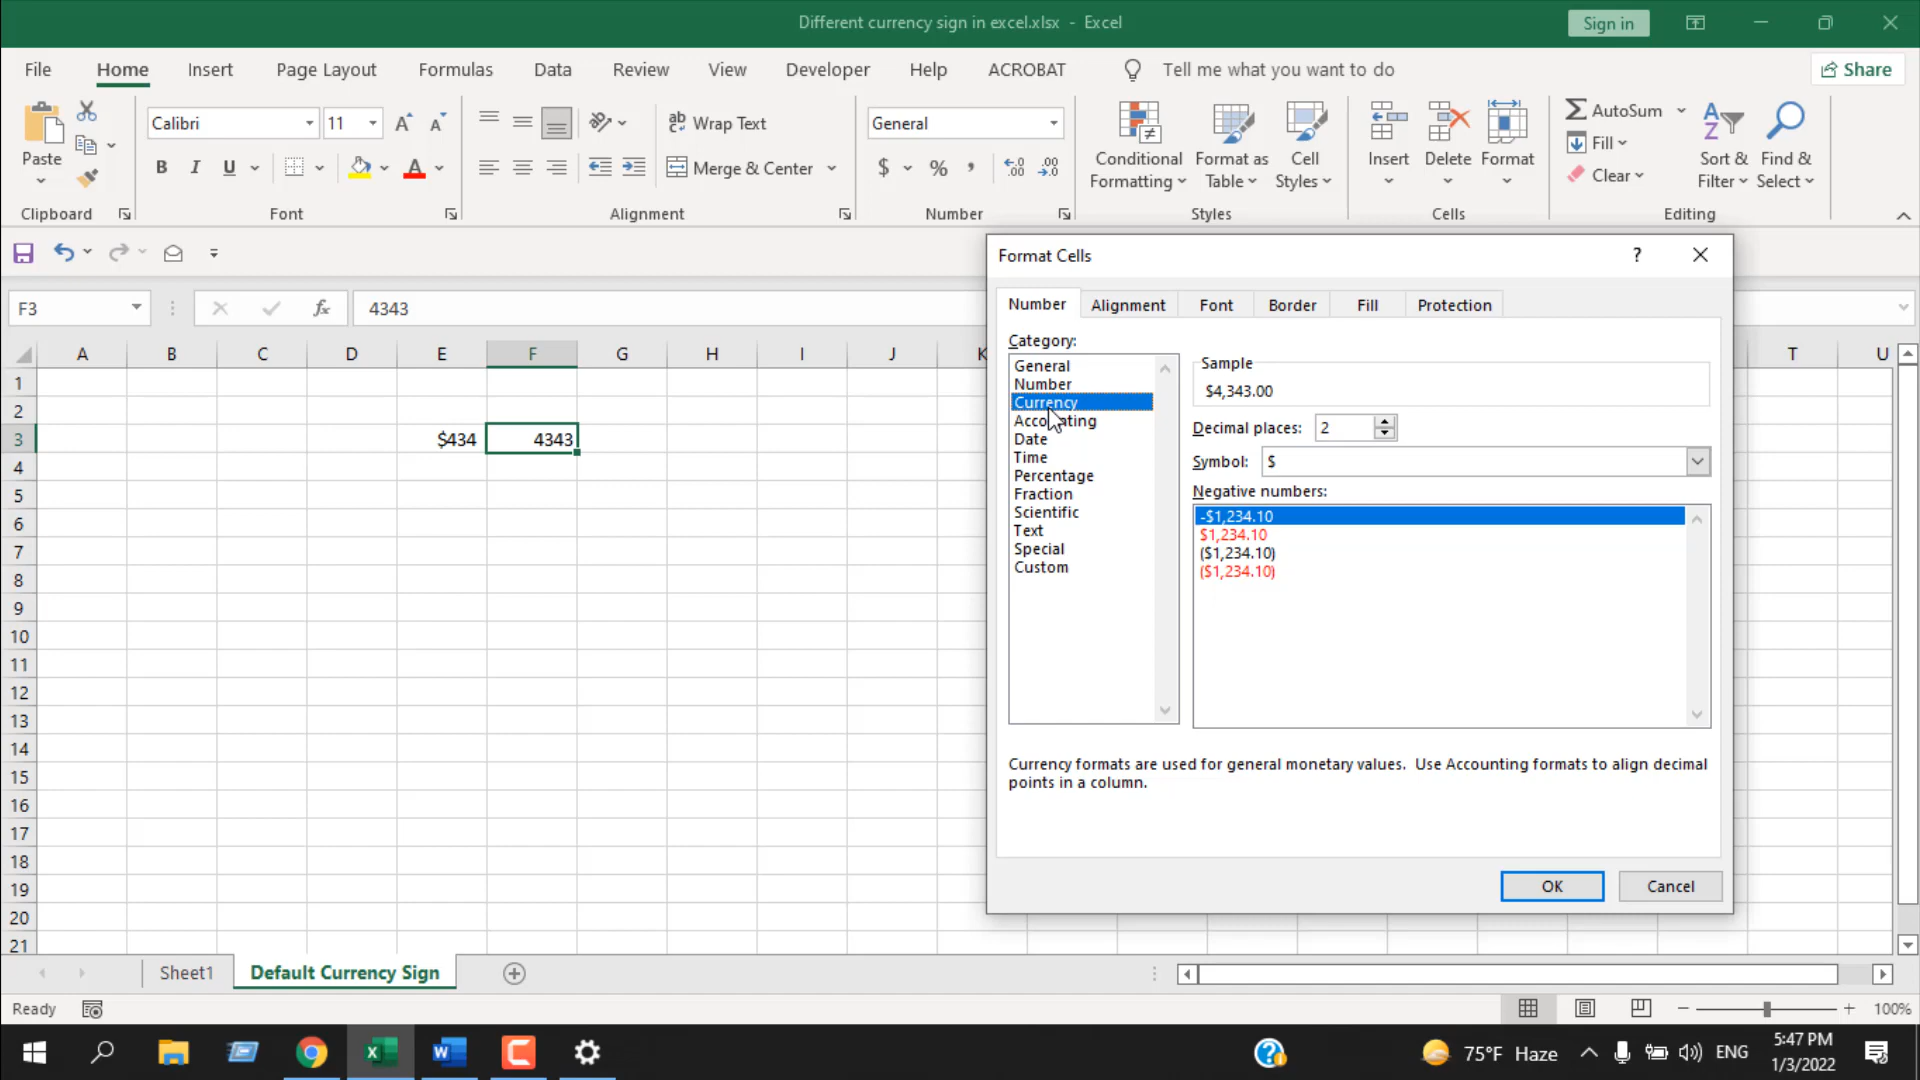 Different currency sign in excel.xlsx - Excel
Sign in
File Home Insert Page Layout Formulas Data Review View Developer Help ACROBAT Tell me what you want to do Share
Paste
Clipboard
Calibri 11
B I U A
Font
ab Wrap Text
Merge & Center
Alignment
General
$ % , .00 .00
Number
Conditional Formatting
Format as Table
Cell Styles
Styles
Insert
Delete
Format
Cells
AutoSum
Fill
Clear
Sort & Filter
Find & Select
Editing
F3 fx 4343
A B C D E F G H I J K T U
1
2
3 $434 4343
4
5
6
7
8
9
10
11
12
13
14
15
16
17
18
19
20
21
Format Cells ?
Number Alignment Font Border Fill Protection
Category:
General
Number
Currency
Accounting
Date
Time
Percentage
Fraction
Scientific
Text
Special
Custom
Sample
$4,343.00
Decimal places: 2
Symbol: $
Negative numbers:
-$1,234.10
$1,234.10
($1,234.10)
($1,234.10)
Currency formats are used for general monetary values. Use Accounting formats to align decimal
points in a column.
OK Cancel
Sheet1 Default Currency Sign
Ready 100%
75°F Haze ENG
5:47 PM
1/3/2022